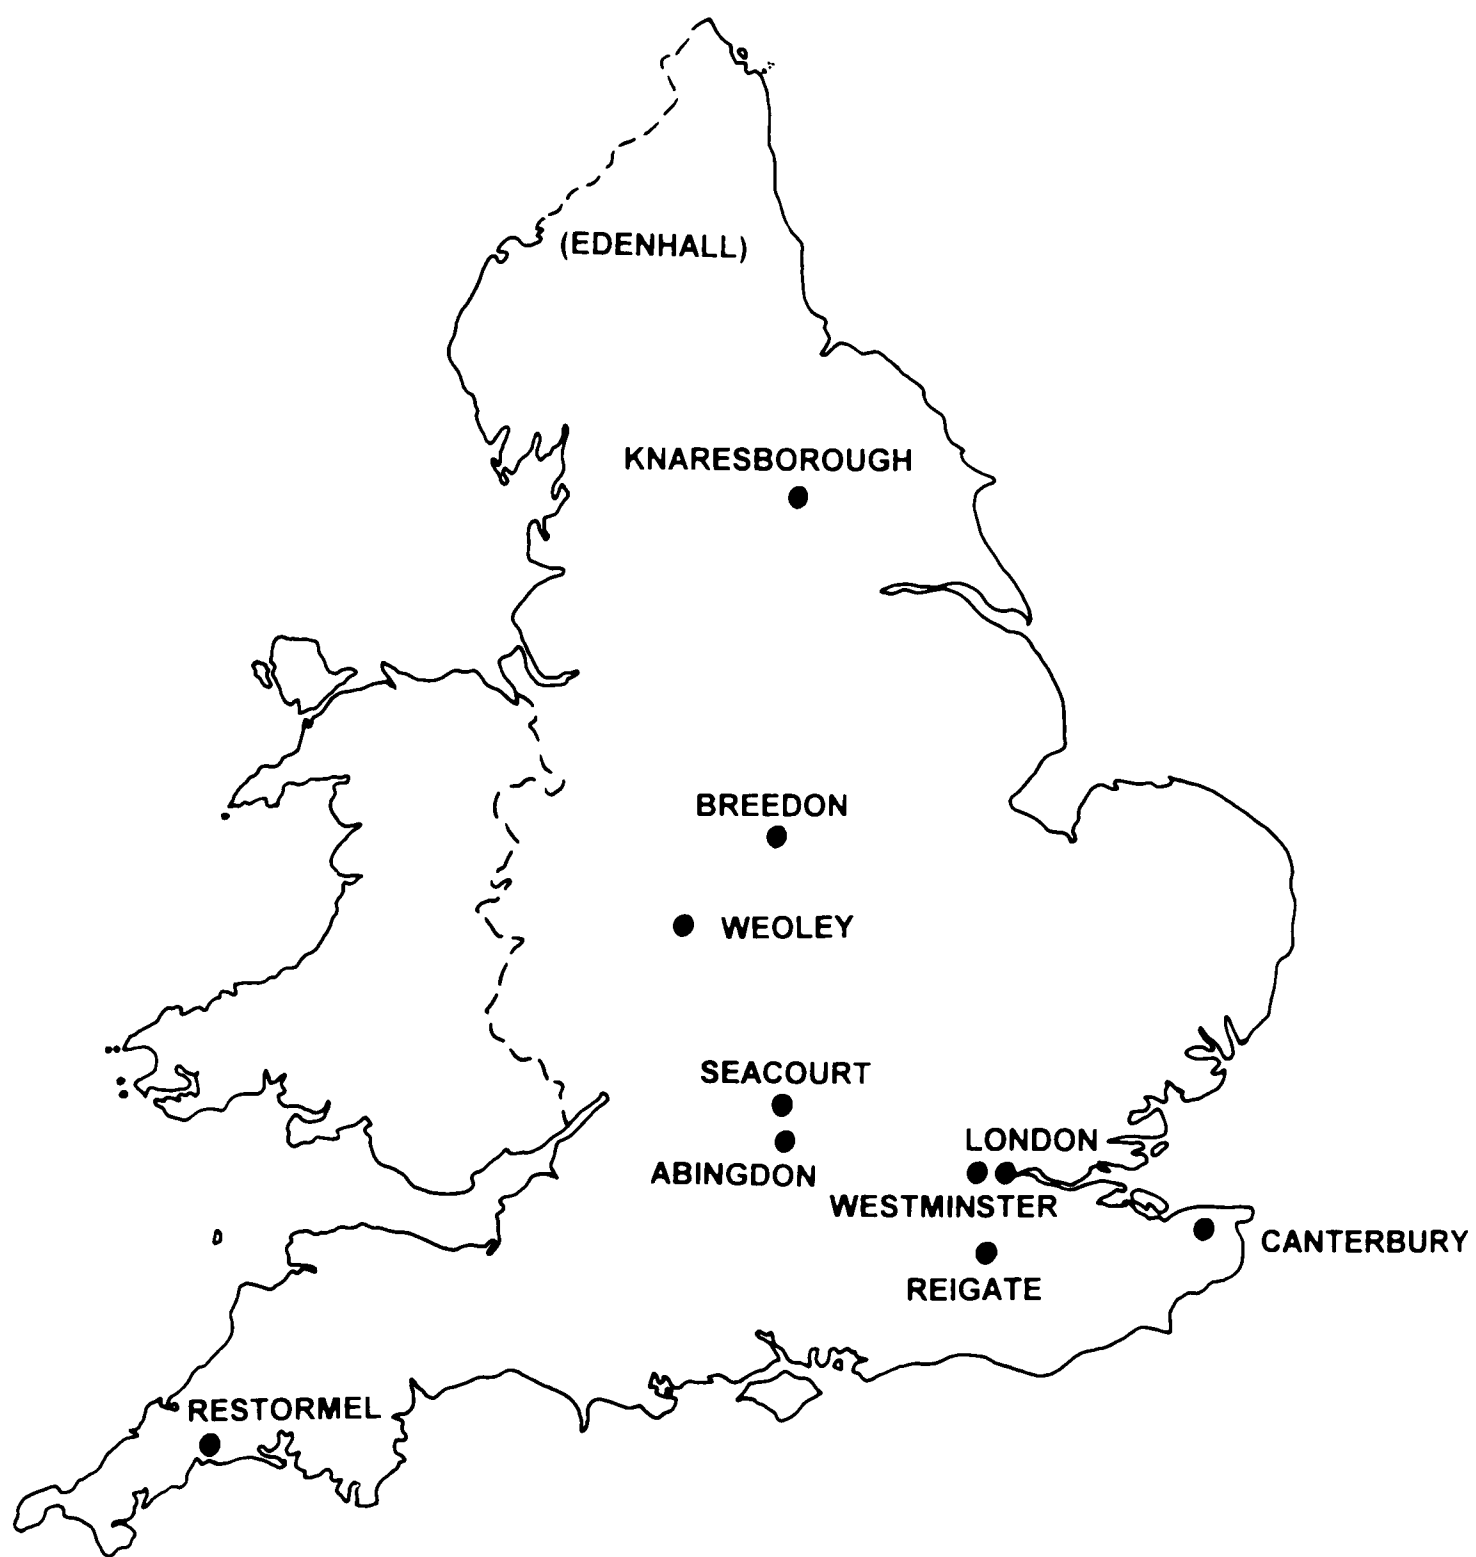 (EDENHALL)
KNARESBOROUGH
BREEDON
WEOLEY
SEACOURT
LONDON
ABINGDON
WESTMINSTER
CANTERBURY
REIGATE
RESTORMEL